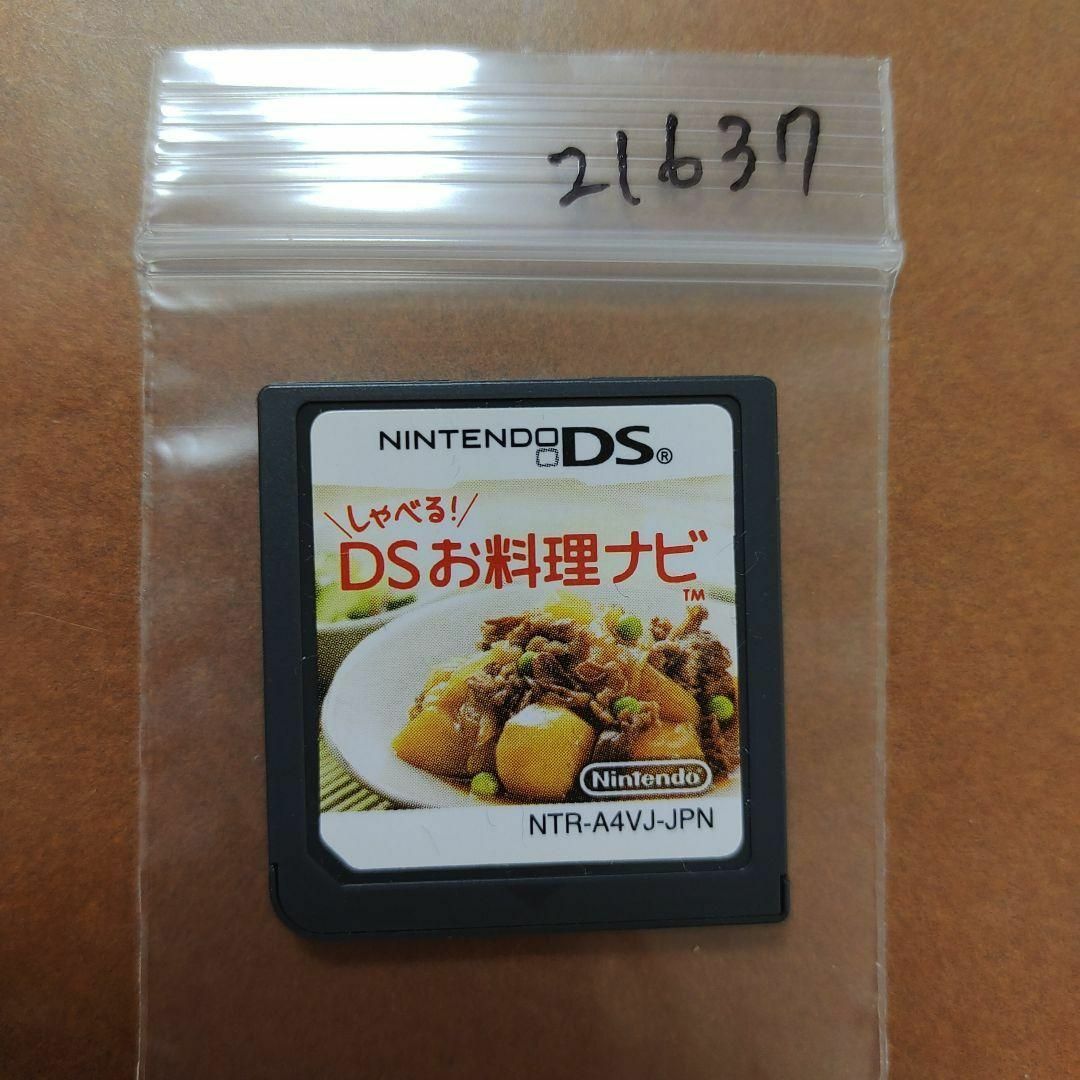 21637
NINTENDO DS®
\しゃべる!/
DSお料理ナビ
TM
Nintendo
NTR-A4VJ-JPN